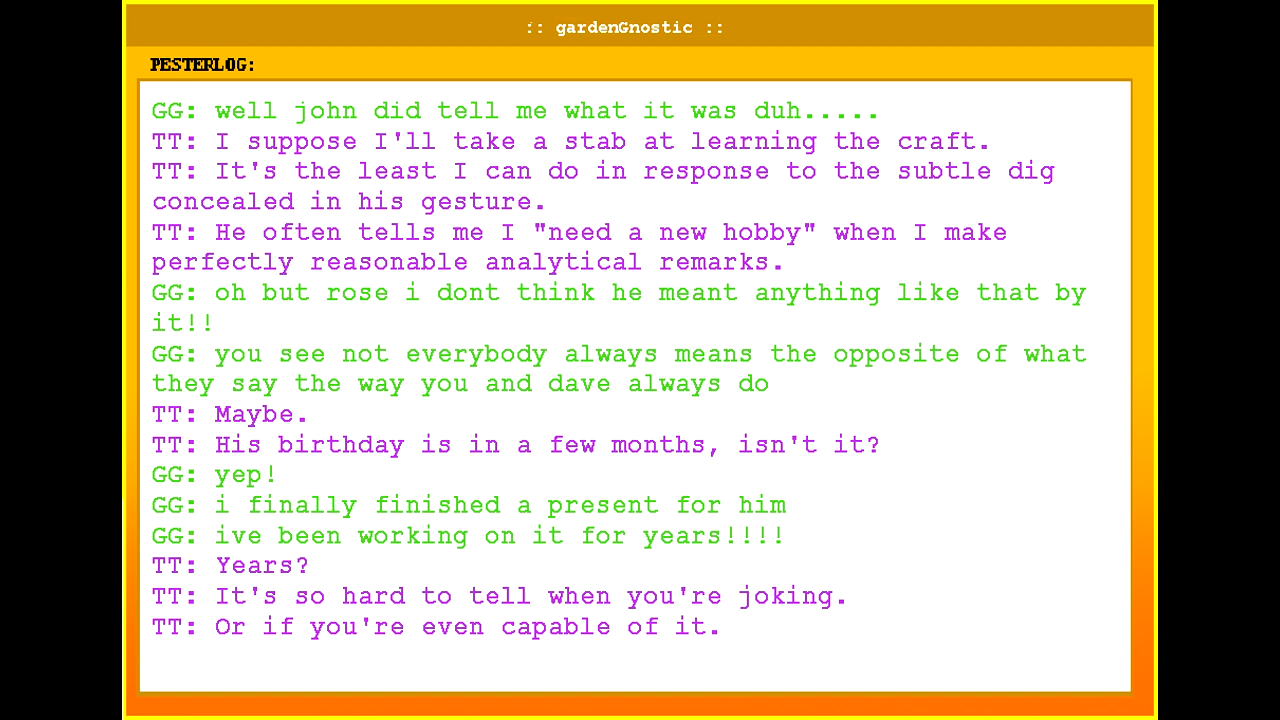 :: gardenGnostic ::
PESTERLOG:
GG: well john did tell me what it was duh.....
TT: I suppose I'll take a stab at learning the craft.
TT: It's the least I can do in response to the subtle dig
concealed in his gesture.
TT: He often tells me I "need a new hobby" when I make
perfectly reasonable analytical remarks.
GG: oh but rose i dont think he meant anything like that by
it!!
GG: you see not everybody always means the opposite of what
they say the way you and dave always do
TT: Maybe.
TT: His birthday is in a few months, isn't it?
GG: yep!
GG: i finally finished a present for him
GG: ive been working on it for years!!!!
TT: Years?
TT: It's so hard to tell when you're joking.
TT: Or if you're even capable of it.